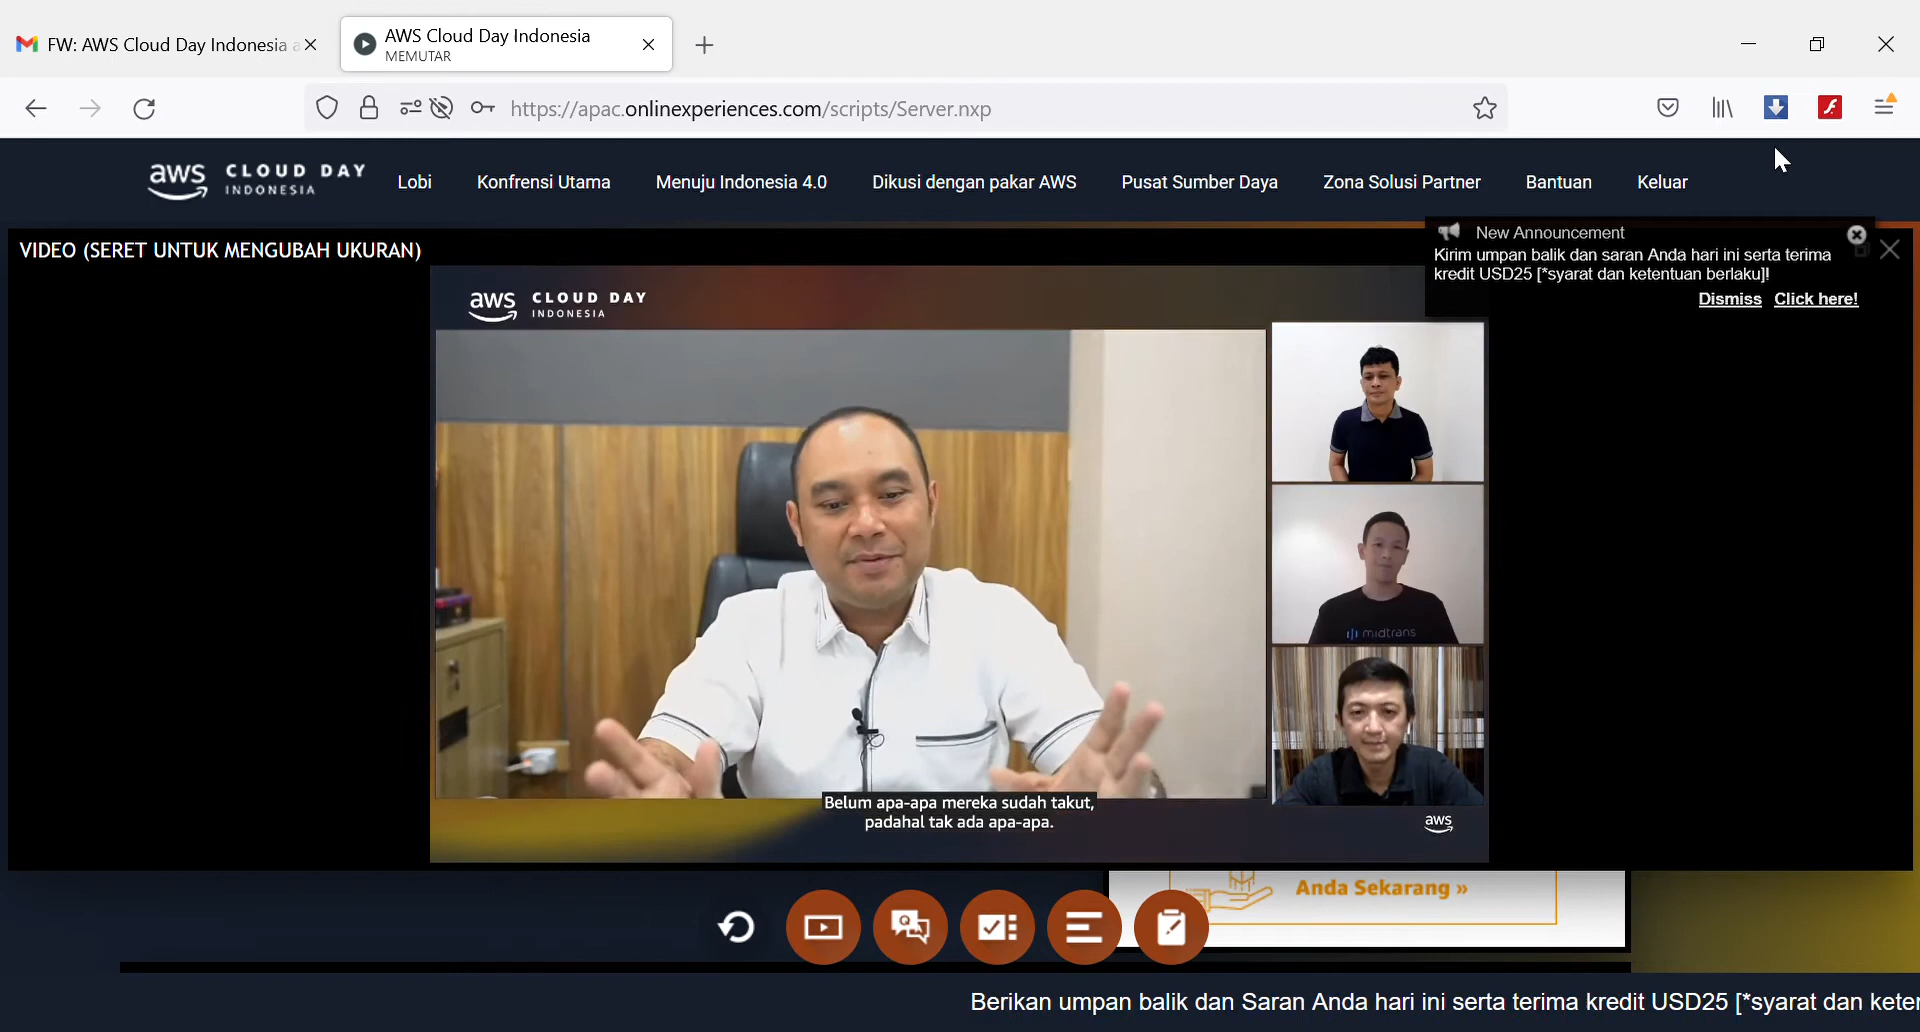 FW: AWS Cloud Day Indonesia a
AWS Cloud Day Indonesia
MEMUTAR
https://apac.onlinexperiences.com/scripts/Server.nxp
aws CLOUD DAY INDONESIA
Lobi
Konfrensi Utama
Menuju Indonesia 4.0
Dikusi dengan pakar AWS
Pusat Sumber Daya
Zona Solusi Partner
Bantuan
Keluar
VIDEO (SERET UNTUK MENGUBAH UKURAN)
New Announcement
Kirim umpan balik dan saran Anda hari ini serta terima
kredit USD25 [*syarat dan ketentuan berlaku]!
Dismiss Click here!
aws CLOUD DAY
INDONESIA
midtrans
Belum apa-apa mereka sudah takut,
padahal tak ada apa-apa.
aws
Anda Sekarang »
Berikan umpan balik dan Saran Anda hari ini serta terima kredit USD25 [*syarat dan keter